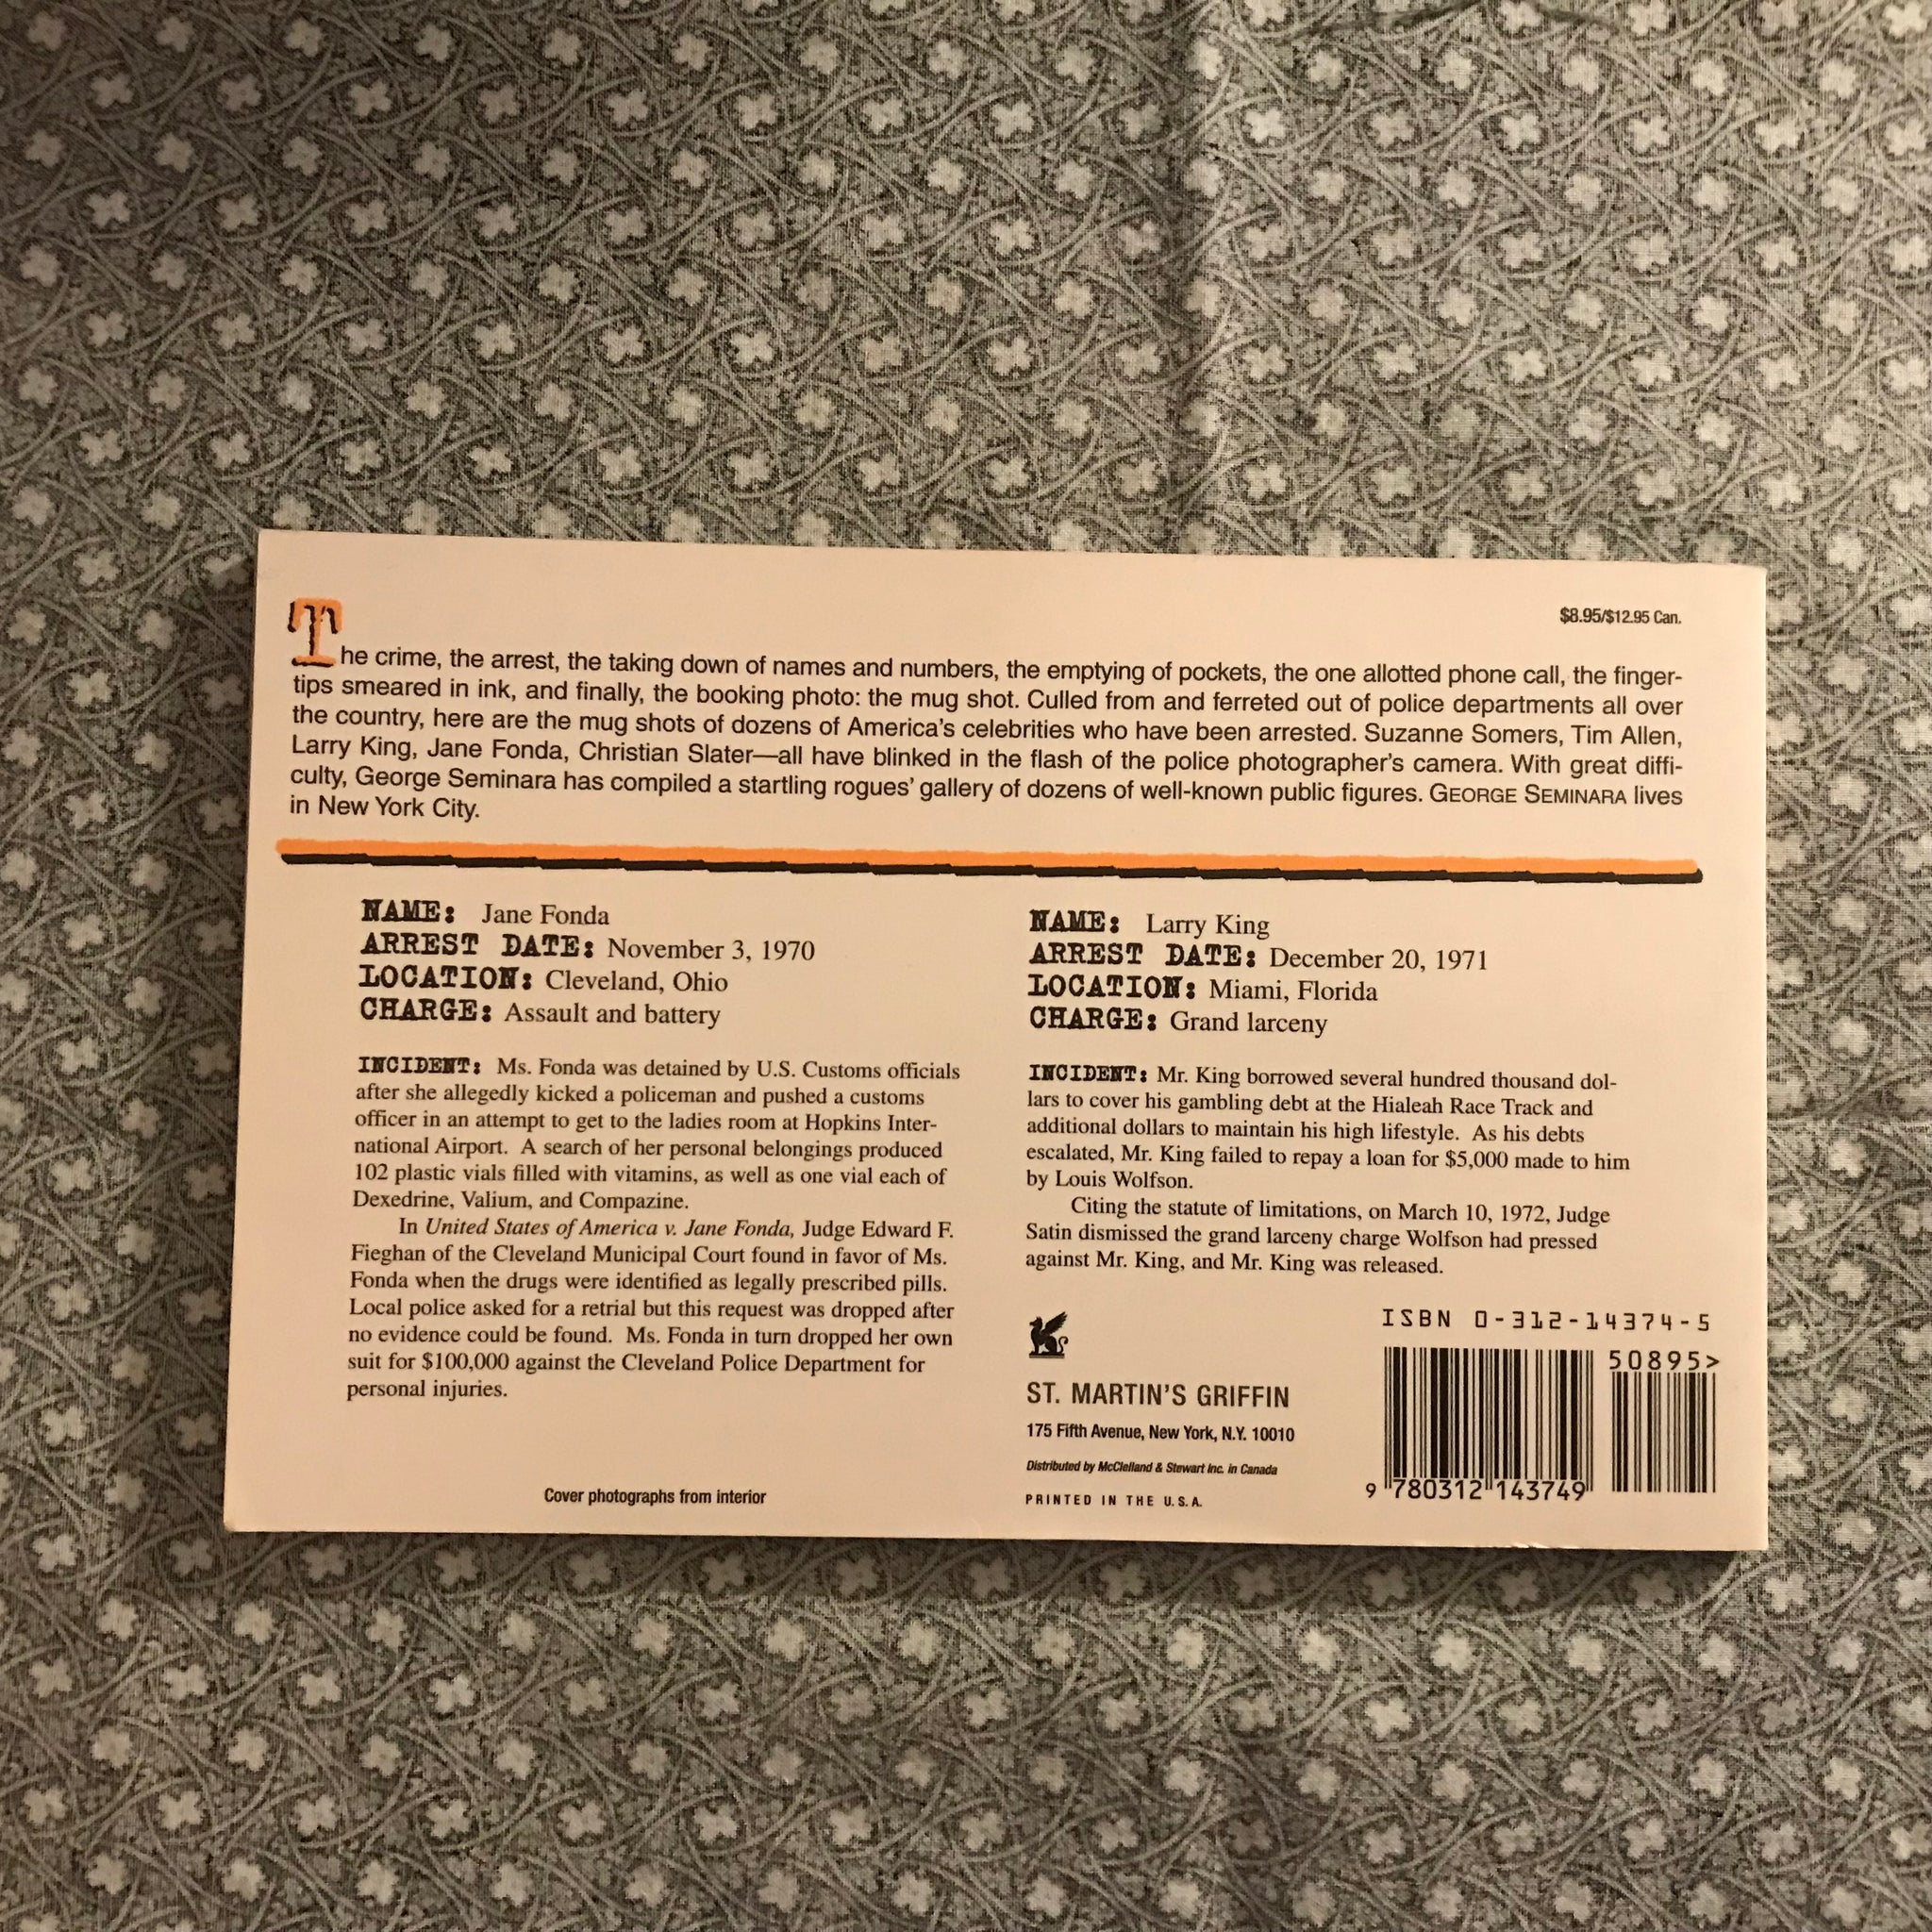 $8.95/$12.95 Can.
The crime, the arrest, the taking down of names and numbers, the emptying of pockets, the one allotted phone call, the finger-
tips smeared in ink, and finally, the booking photo: the mug shot. Culled from and ferreted out of police departments all over
the country, here are the mug shots of dozens of America's celebrities who have been arrested. Suzanne Somers, Tim Allen,
Larry King, Jane Fonda, Christian Slater—all have blinked in the flash of the police photographer's camera. With great diffi-
culty, George Seminara has compiled a startling rogues' gallery of dozens of well-known public figures. GEORGE SEMINARA lives
in New York City.
NAME: Jane Fonda
ARREST DATE: November 3, 1970
LOCATION: Cleveland, Ohio
CHARGE: Assault and battery
INCIDENT: Ms. Fonda was detained by U.S. Customs officials
after she allegedly kicked a policeman and pushed a customs
officer in an attempt to get to the ladies room at Hopkins Inter-
national Airport. A search of her personal belongings produced
102 plastic vials filled with vitamins, as well as one vial each of
Dexedrine, Valium, and Compazine.
In United States of America v. Jane Fonda, Judge Edward F.
Fieghan of the Cleveland Municipal Court found in favor of Ms.
Fonda when the drugs were identified as legally prescribed pills.
Local police asked for a retrial but this request was dropped after
no evidence could be found. Ms. Fonda in turn dropped her own
suit for $100,000 against the Cleveland Police Department for
personal injuries.
Cover photographs from interior
NAME: Larry King
ARREST DATE: December 20, 1971
LOCATION: Miami, Florida
CHARGE: Grand larceny
INCIDENT: Mr. King borrowed several hundred thousand dol-
lars to cover his gambling debt at the Hialeah Race Track and
additional dollars to maintain his high lifestyle. As his debts
escalated, Mr. King failed to repay a loan for $5,000 made to him
by Louis Wolfson.
Citing the statute of limitations, on March 10, 1972, Judge
Satin dismissed the grand larceny charge Wolfson had pressed
against Mr. King, and Mr. King was released.
ST. MARTIN'S GRIFFIN
175 Fifth Avenue, New York, N.Y. 10010
Distributed by McClelland & Stewart Inc. in Canada
PRINTED IN THE U.S.A.
ISBN 0-312-14374-5
50895>
9 780312 143749